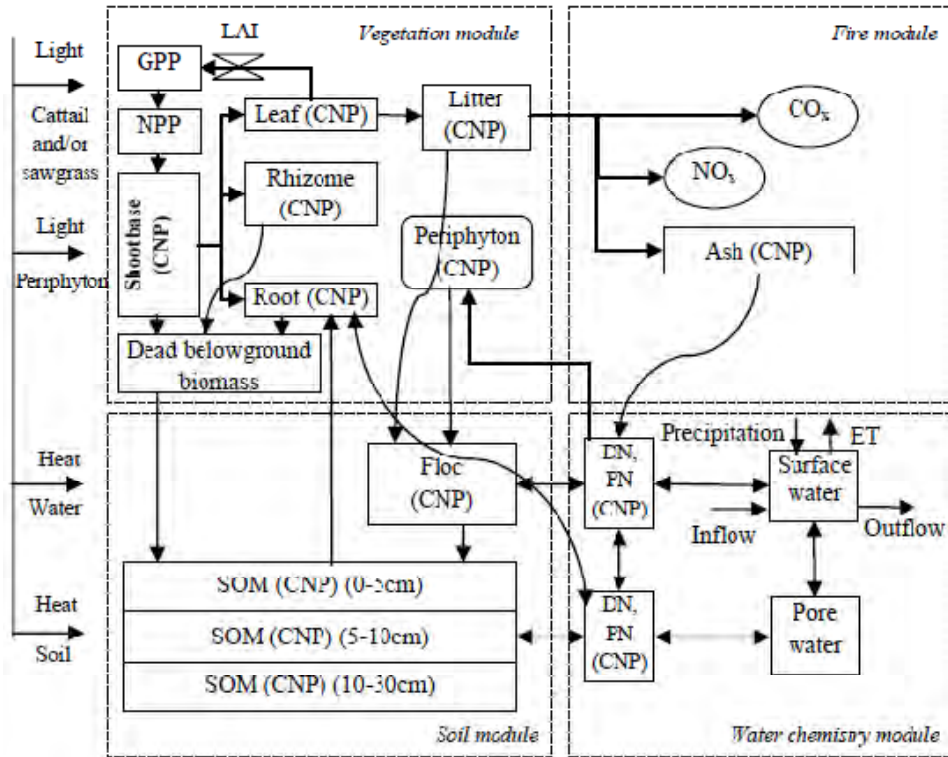 Light
Cattail
and/or
sawgrass
Light
Periphyton
Heat
Water
Heat
Soil
LAI
Vegetation module
GPP
NPP
Shootbase
(CNP)
Leaf (CNP)
Litter
(CNP)
Rhizome
(CNP)
Periphyton
(CNP)
Root (CNP)
Dead belowground
biomass
Fire module
COx
NOx
Ash (CNP)
Floc
(CNP)
SOM (CNP) (0-5cm)
SOM (CNP) (5-10cm)
SOM (CNP) (10-30cm)
Soil module
DN,
PN
(CNP)
Precipitation
ET
Surface
water
Inflow
Outflow
DN,
PN
(CNP)
Pore
water
Water chemistry module